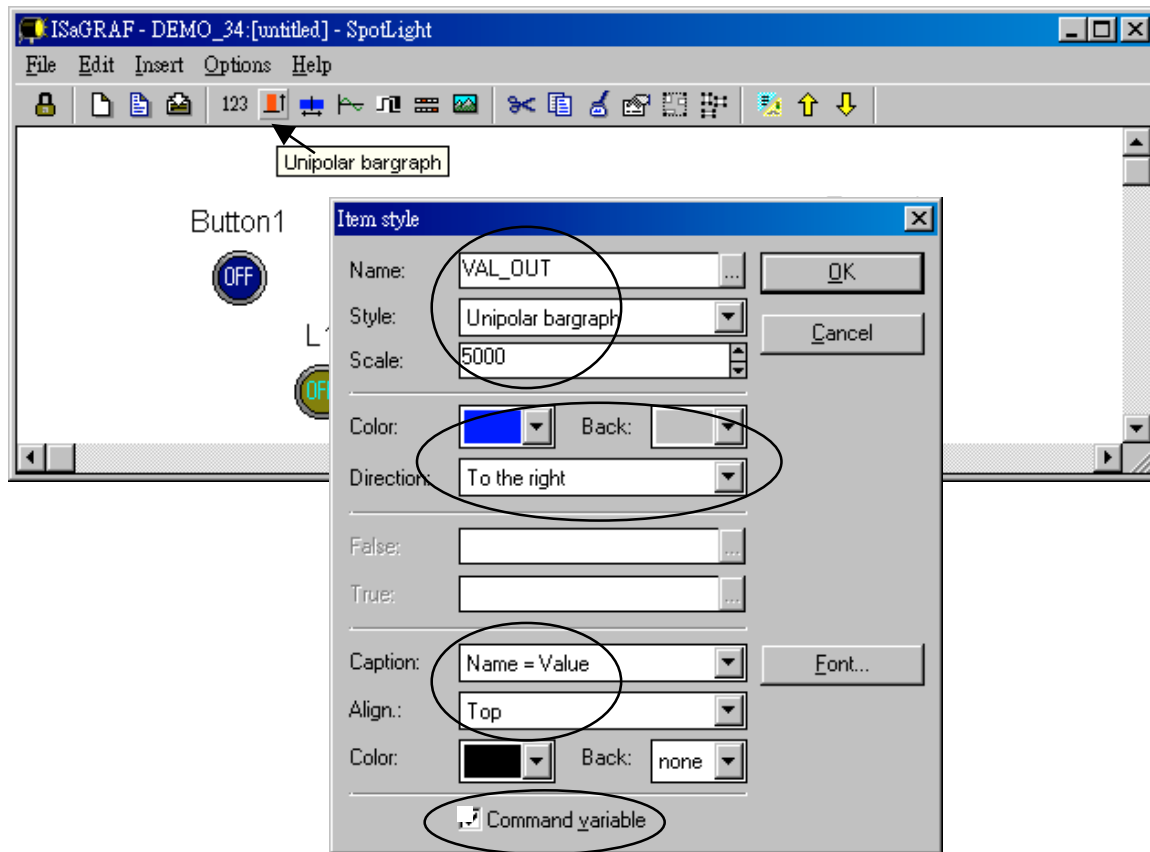 ISaGRAF - DEMO_34:[untitled] - SpotLight
File Edit Insert Options Help
123
Unipolar bargraph
Button1
OFF
Item style
Name: VAL_OUT ... OK
Style: Unipolar bargraph
Cancel
Scale: 5000
Color: Back:
Direction: To the right
False: ...
True: ...
Caption: Name = Value Font...
Align.: Top
Color: Back: none
Command variable